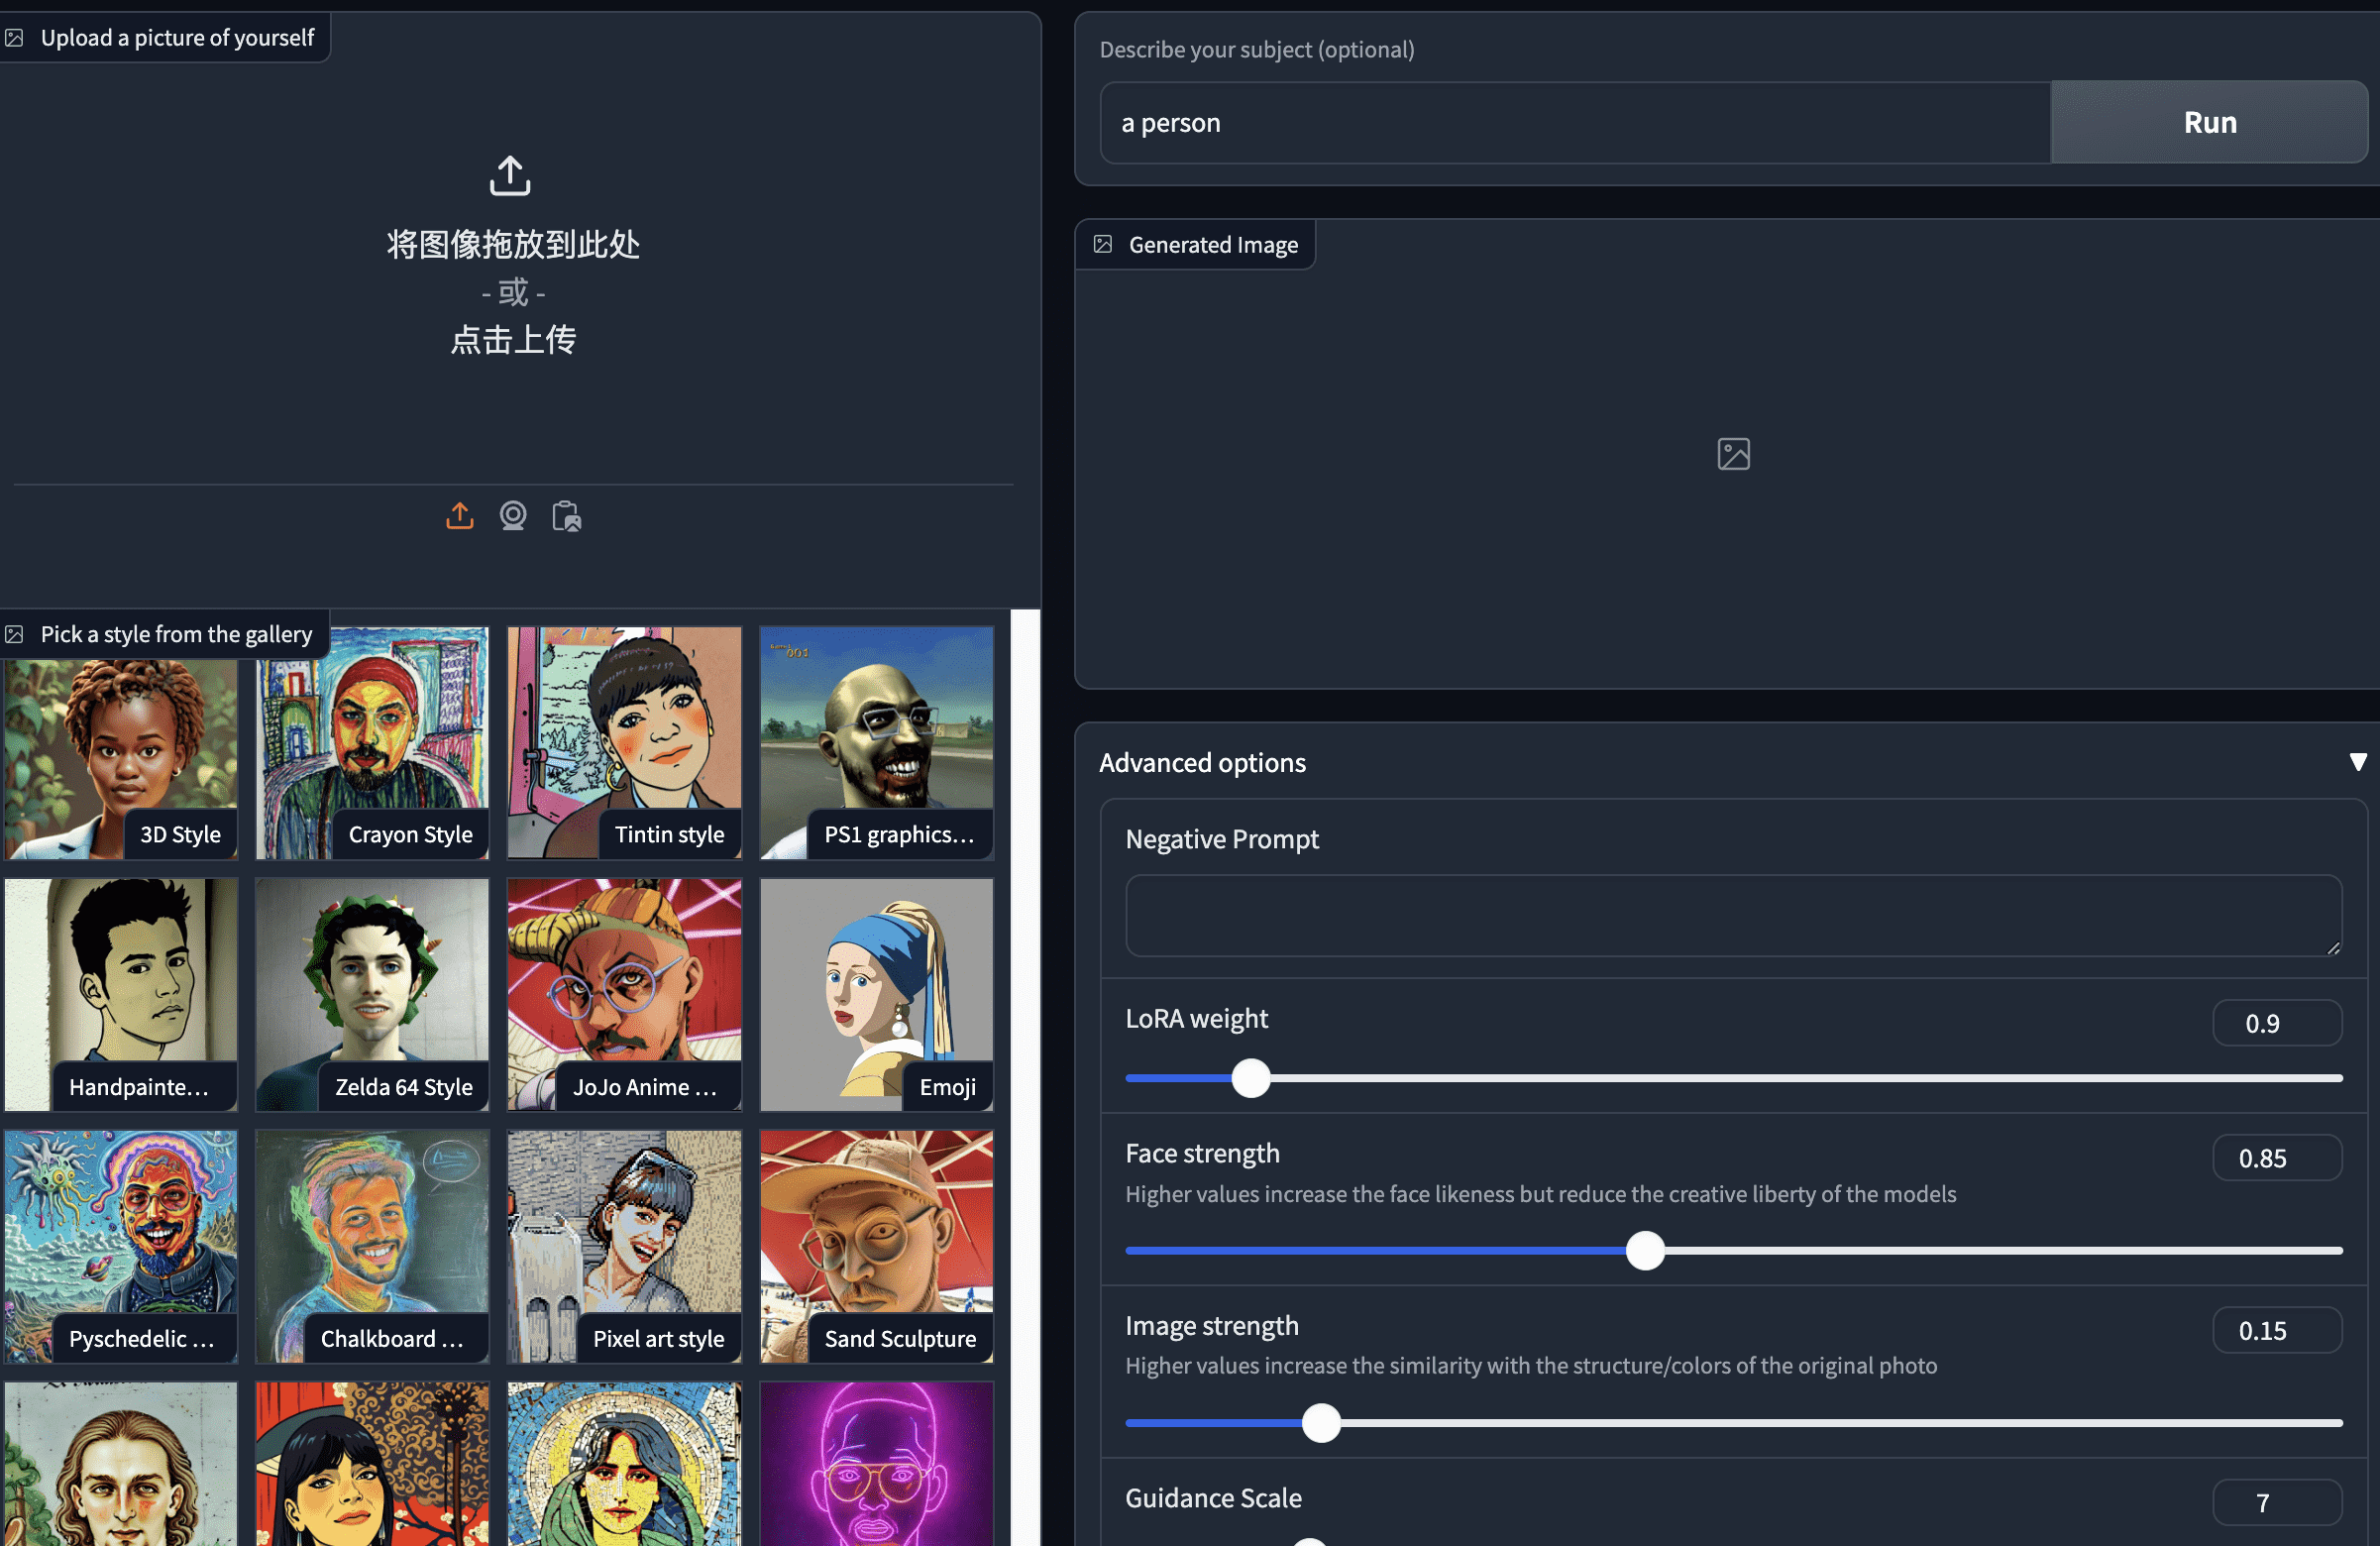 Upload a picture of yourself
将图像拖放到此处
- 或 -
点击上传
Pick a style from the gallery
001
3D Style
Crayon Style
Tintin style
PS1 graphics...
Handpainte...
Zelda 64 Style
JoJo Anime ...
Emoji
Pyschedelic ...
Chalkboard ...
Pixel art style
Sand Sculpture
Describe your subject (optional)
a person
Run
Generated Image
Advanced options
Negative Prompt
LoRA weight
0.9
Face strength
0.85
Higher values increase the face likeness but reduce the creative liberty of the models
Image strength
0.15
Higher values increase the similarity with the structure/colors of the original photo
Guidance Scale
7